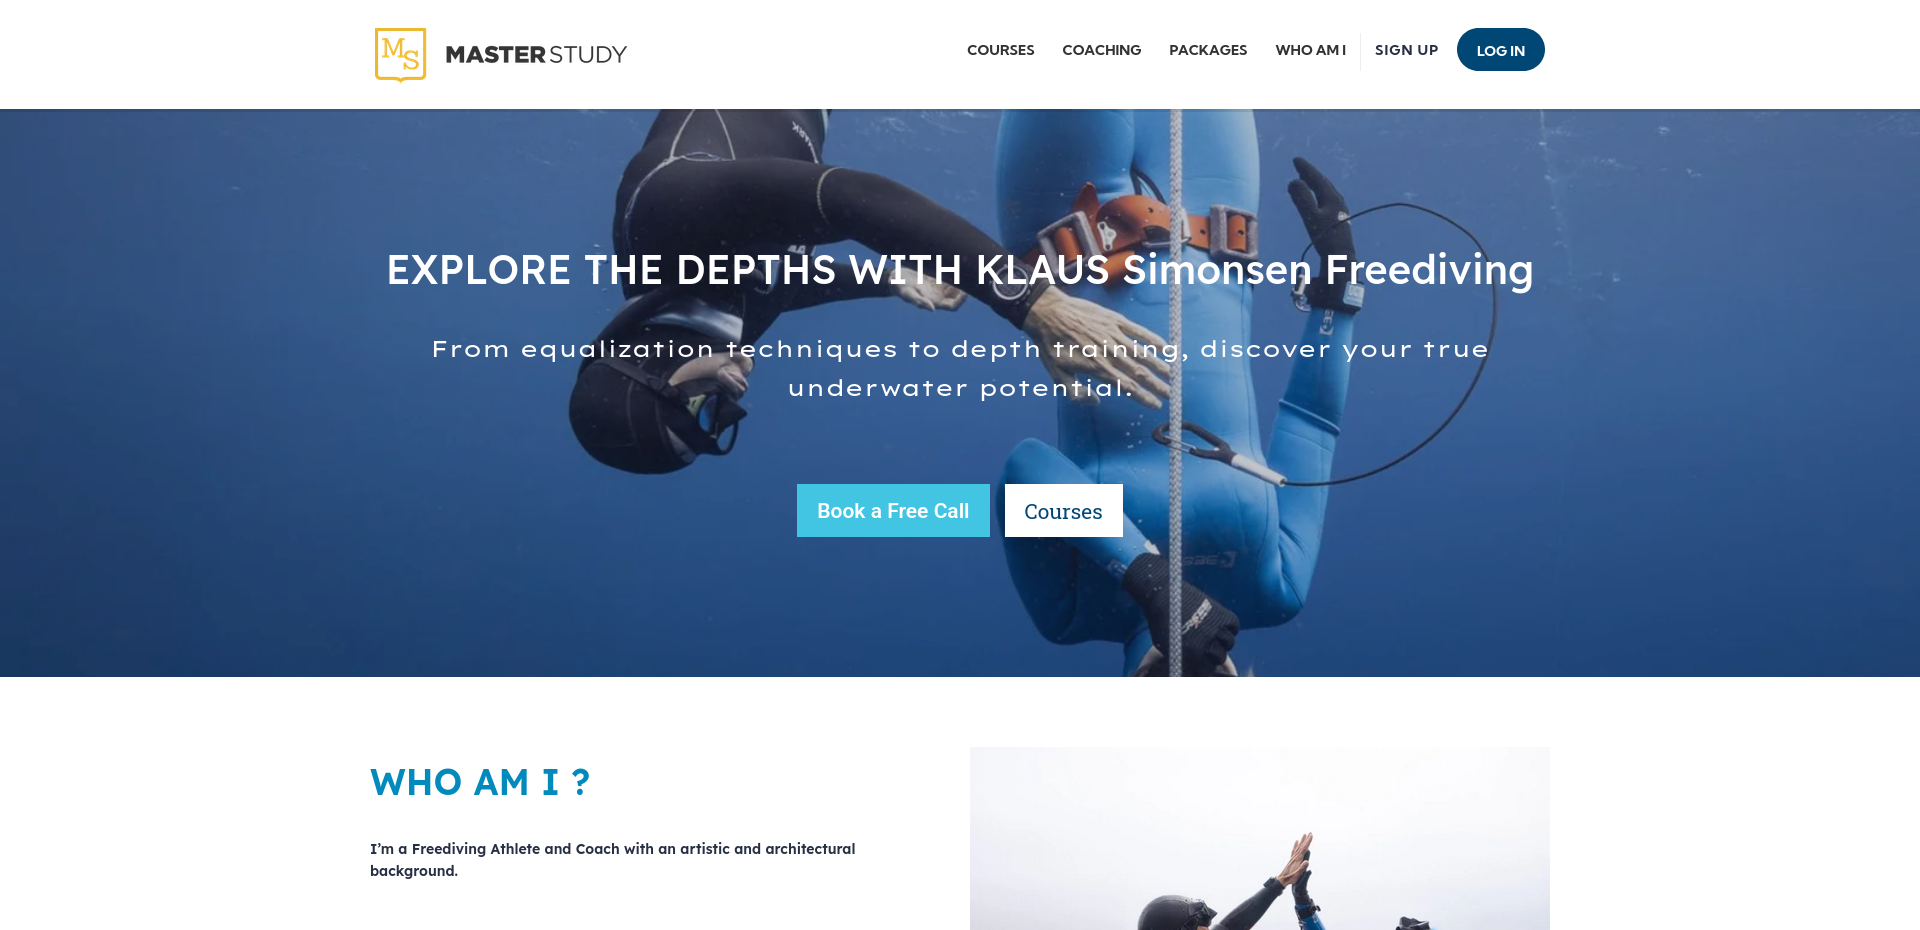 MS
MASTERSTUDY
COURSES
COACHING
PACKAGES
WHO AM I
SIGN UP
LOG IN
EXPLORE THE DEPTHS WITH KLAUS Simonsen Freediving
From equalization techniques to depth training, discover your true
underwater potential.
Book a Free Call
Courses
WHO AM I ?
I’m a Freediving Athlete and Coach with an artistic and architectural
background.